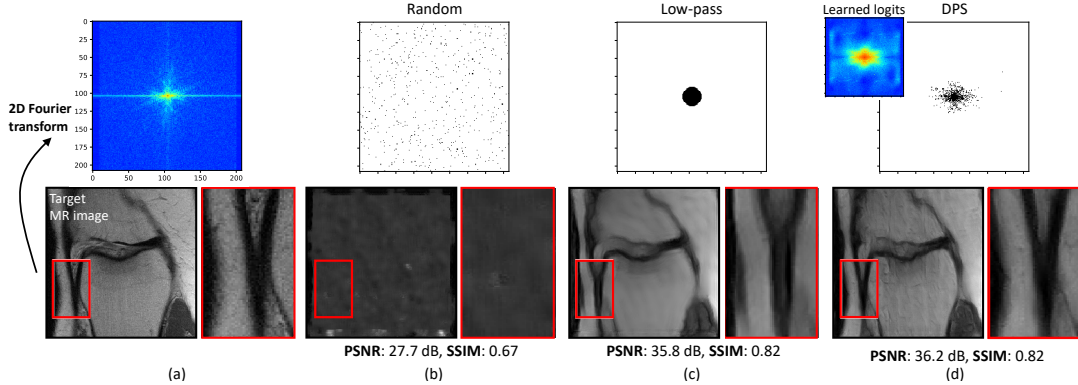 Random
Low-pass
Learned logits
DPS
0
25
50
75
100
125
150
175
200
0
50
100
150
200
2D Fourier
transform
Target
MR image
PSNR: 27.7 dB, SSIM: 0.67
PSNR: 35.8 dB, SSIM: 0.82
PSNR: 36.2 dB, SSIM: 0.82
(a)
(b)
(c)
(d)